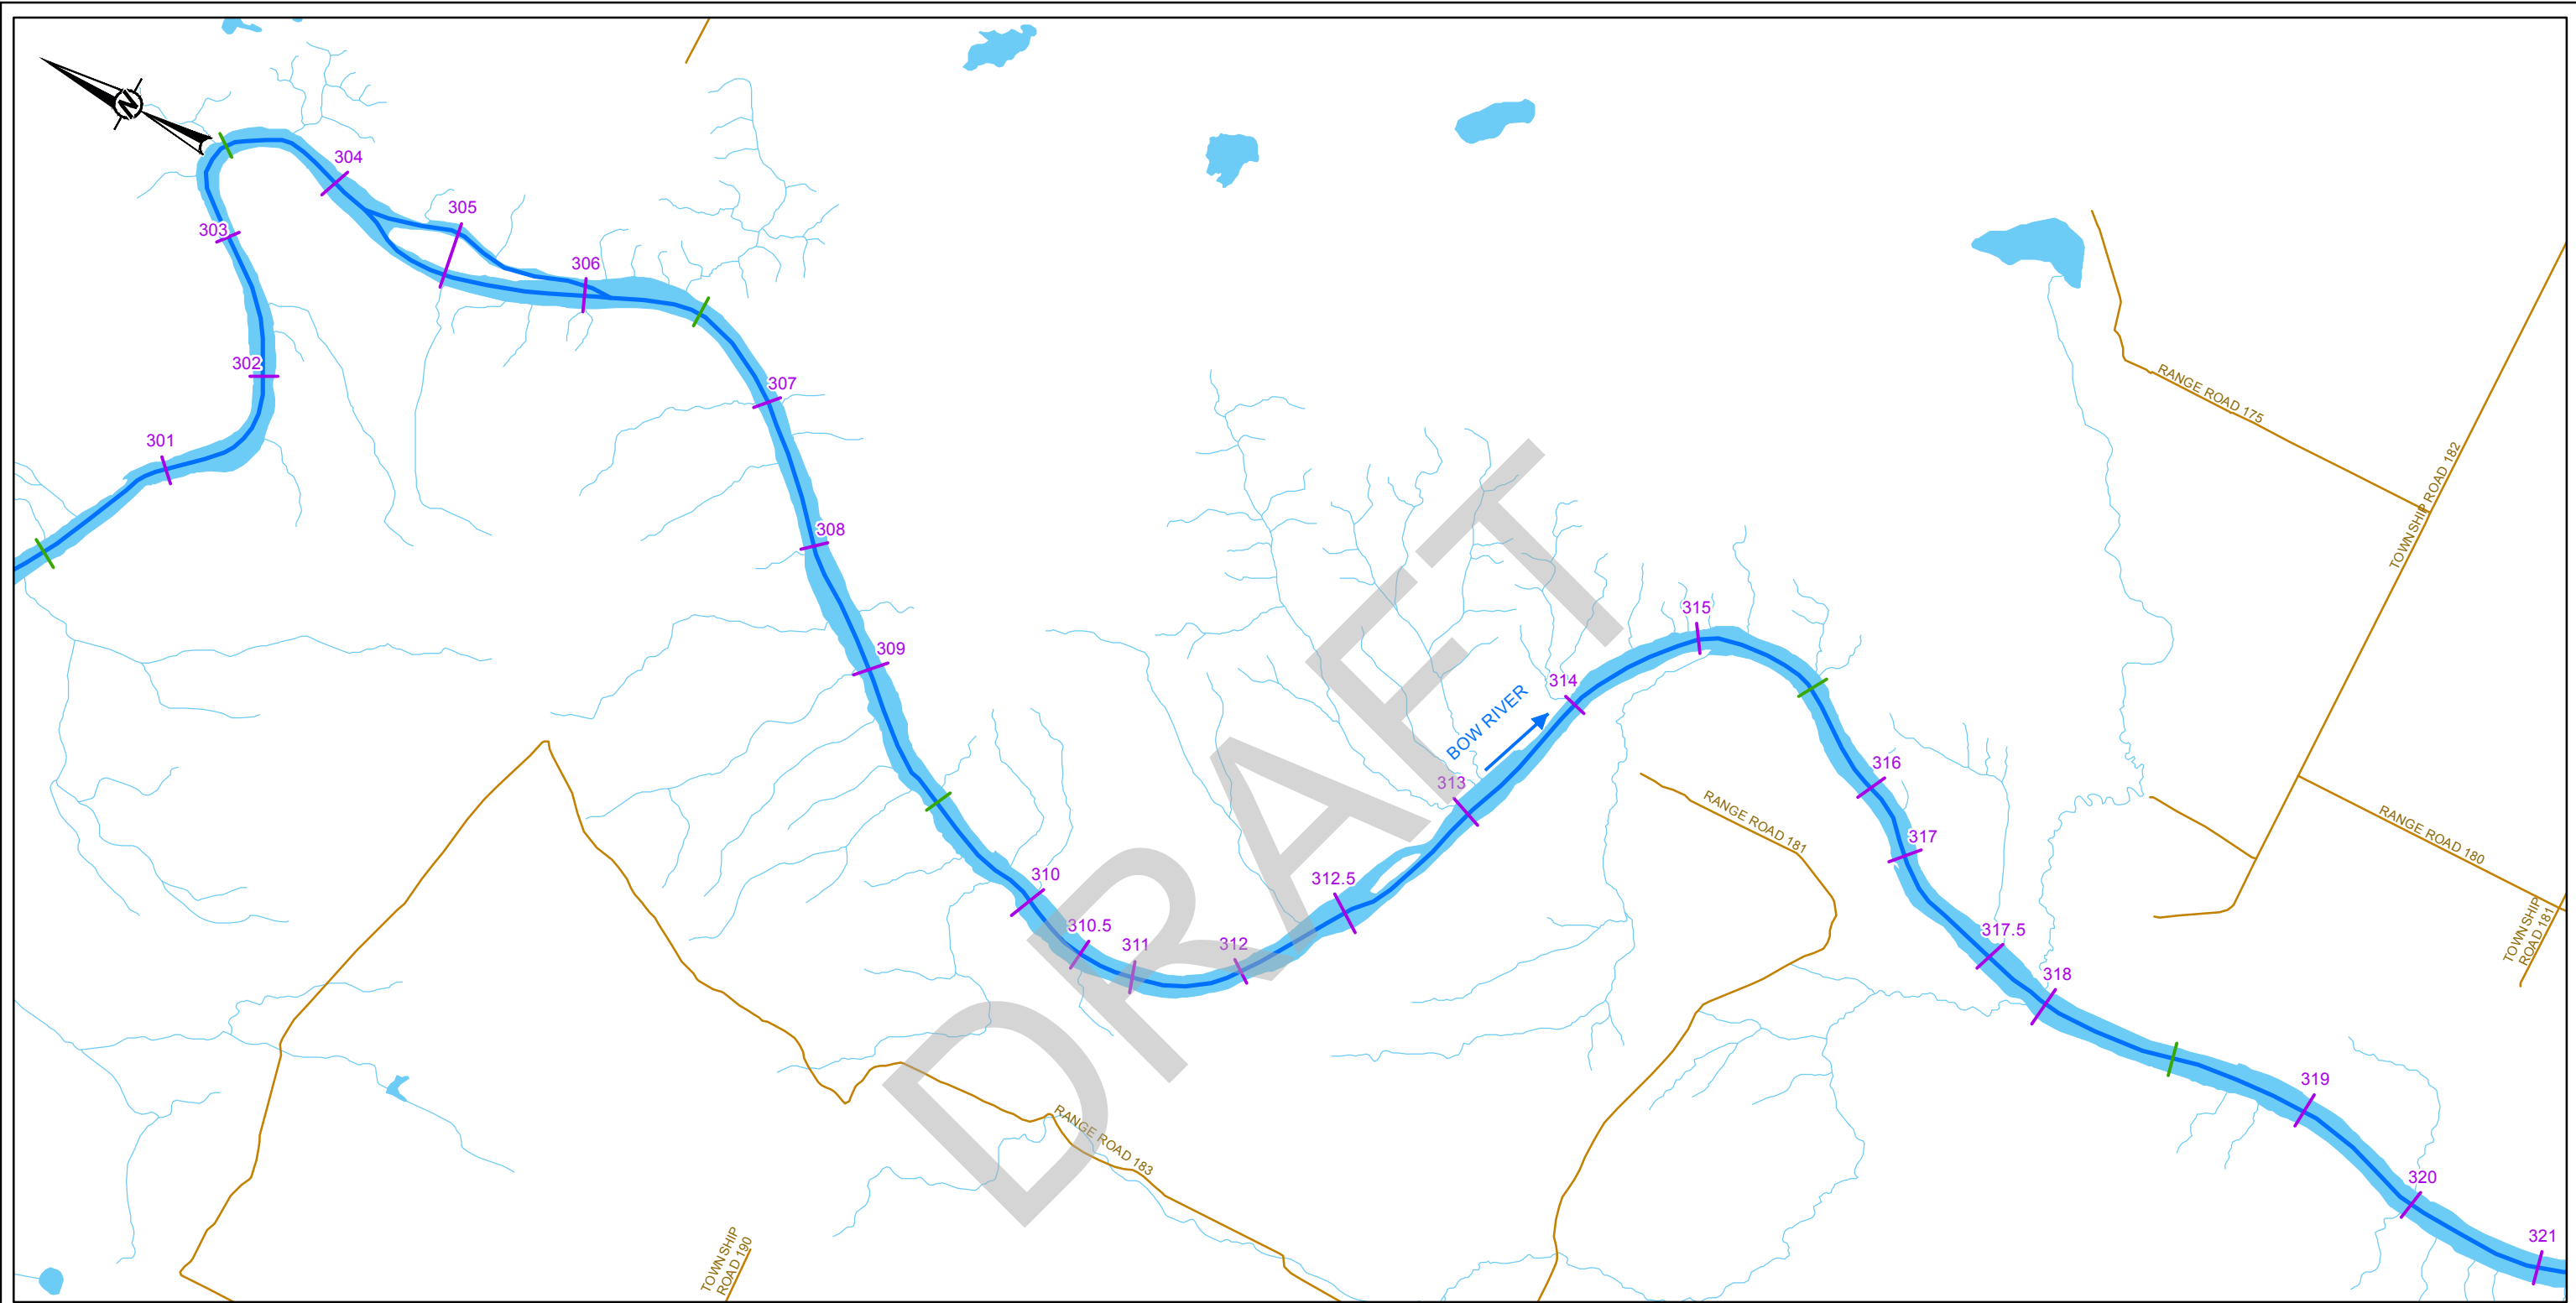 N
304
305
303
306
302
307
301
308
309
310
310.5
311
312
312.5
313
BOW RIVER
314
315
316
317
317.5
318
319
320
321
RANGE ROAD 175
TOWNSHIP ROAD 182
RANGE ROAD 181
RANGE ROAD 180
TOWNSHIP
ROAD 181
RANGE ROAD 183
TOWNSHIP
ROAD 190
DRAFT